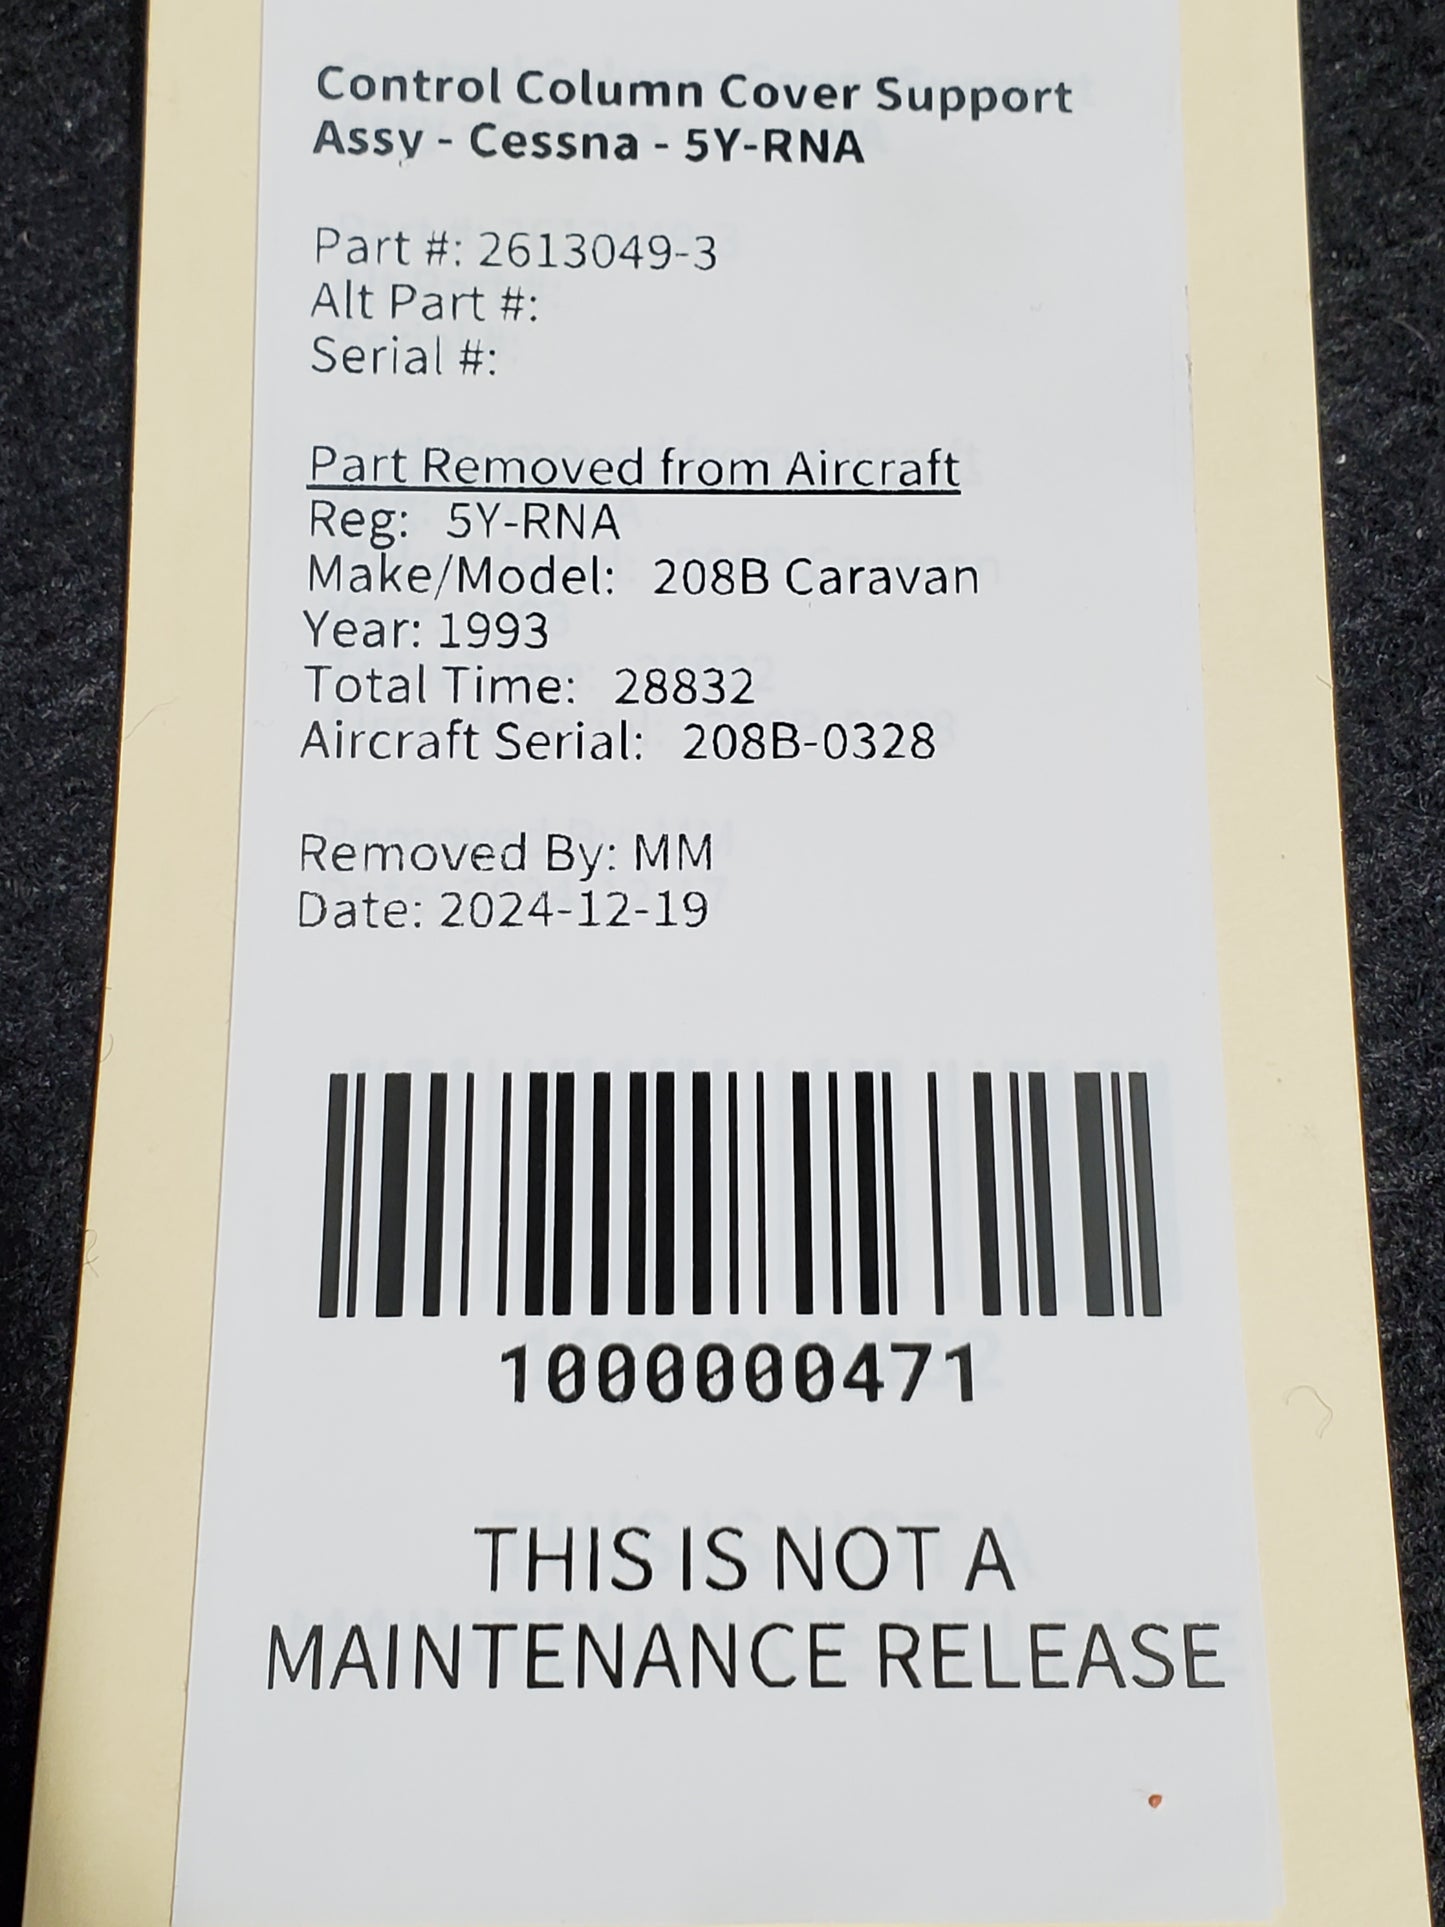 Control Column Cover Support
Assy - Cessna - 5Y-RNA
Part #: 2613049-3
Alt Part #:
Serial #:
Part Removed from Aircraft
Reg: 5Y-RNA
Make/Model: 208B Caravan
Year: 1993
Total Time: 28832
Aircraft Serial: 208B-0328
Removed By: MM
Date: 2024-12-19
1000000471
THIS IS NOT A
MAINTENANCE RELEASE